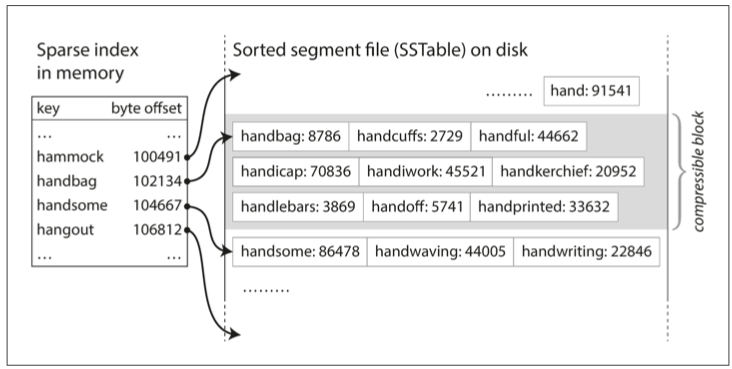 Sparse index
in memory
key byte offset
... ...
hammock 100491
handbag 102134
handsome 104667
hangout 106812
... ...
Sorted segment file (SSTable) on disk
......... hand: 91541
handbag: 8786 handcuffs: 2729 handful: 44662
handicap: 70836 handiwork: 45521 handkerchief: 20952
handlebars: 3869 handoff: 5741 handprinted: 33632
handsome: 86478 handwaving: 44005 handwriting: 22846
.........
compressible block